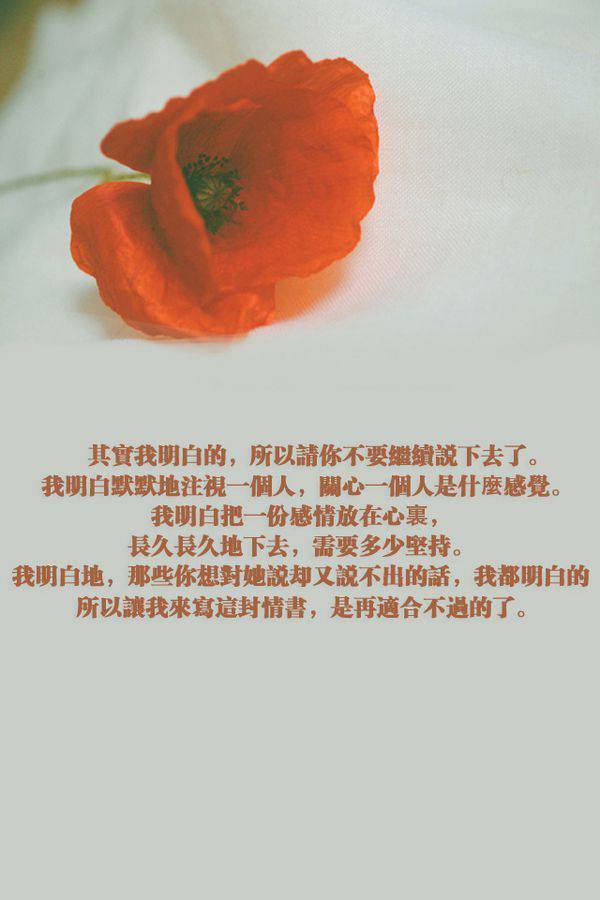 其實我明白的，所以請你不要繼續説下去了。
我明白默默地注視一個人，關心一個人是什麼感覺。
我明白把一份感情放在心裏，
長久長久地下去，需要多少堅持。
我明白地，那些你想對她説却又説不出的話，我都明白的
所以讓我來寫這封情書，是再適合不過的了。